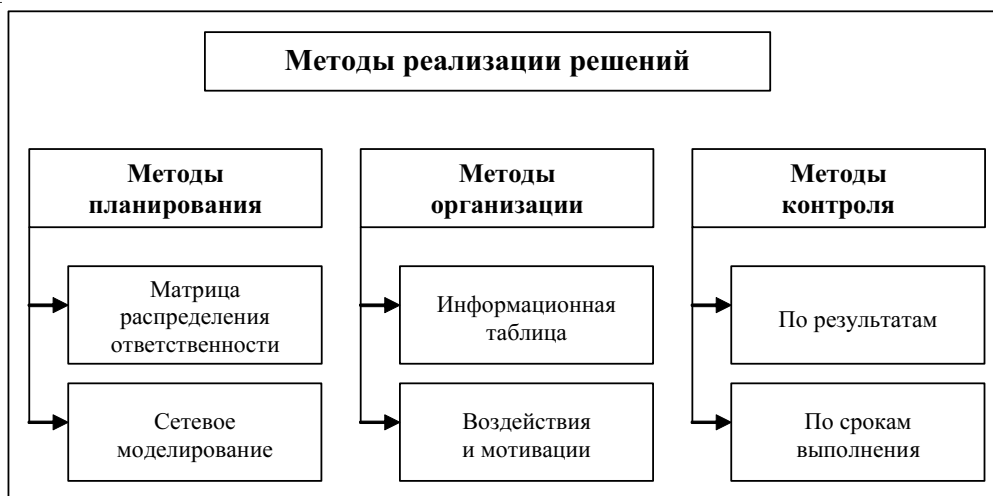 Методы реализации решений
Методы
планирования
Матрица
распределения
ответственности
Сетевое
моделирование
Методы
организации
Информационная
таблица
Воздействия
и мотивации
Методы
контроля
По результатам
По срокам
выполнения